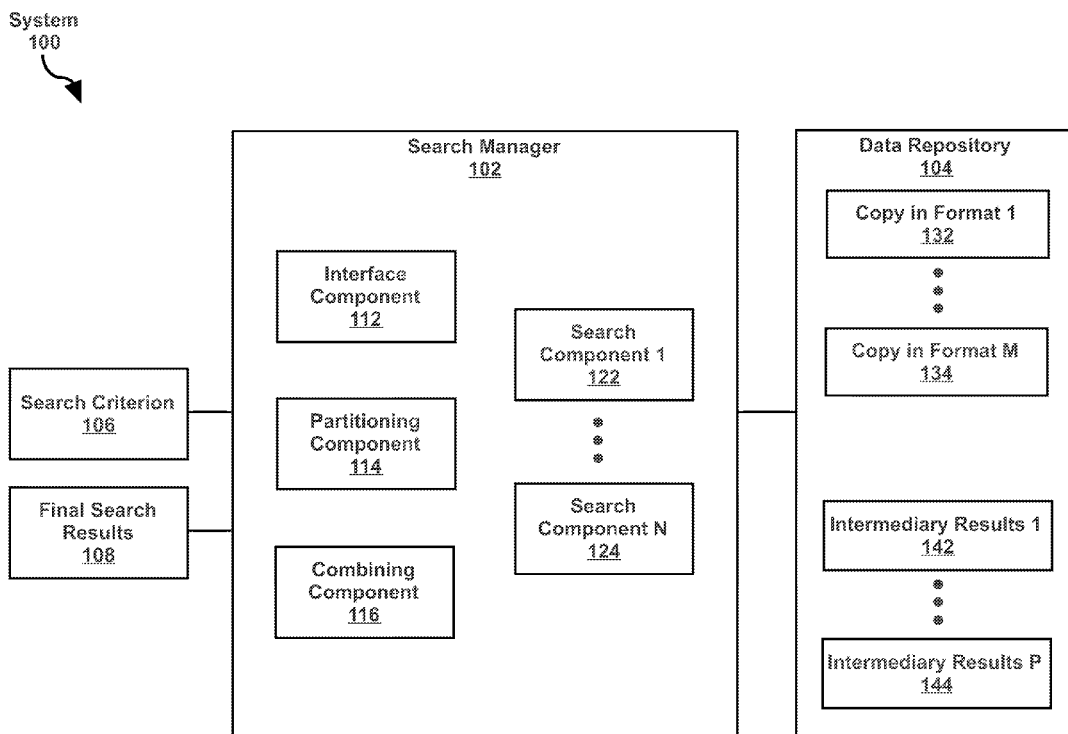 System
100
Search Manager
102
Data Repository
104
Copy in Format 1
132
Interface
Component
112
Search
Component 1
122
Copy in Format M
134
Search Criterion
106
Partitioning
Component
114
Final Search
Results
108
Search
Component N
124
Intermediary Results 1
142
Combining
Component
116
Intermediary Results P
144